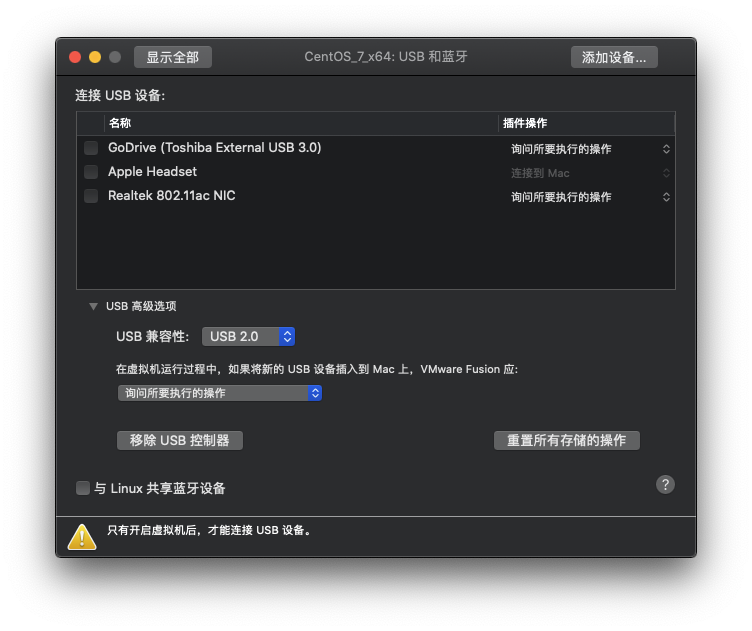 显示全部
CentOS_7_x64: USB 和蓝牙
添加设备...
连接 USB 设备:
名称
插件操作
GoDrive (Toshiba External USB 3.0)
询问所要执行的操作
Apple Headset
连接到 Mac
Realtek 802.11ac NIC
询问所要执行的操作
USB 高级选项
USB 兼容性: USB 2.0
在虚拟机运行过程中，如果将新的 USB 设备插入到 Mac 上，VMware Fusion 应:
询问所要执行的操作
移除 USB 控制器
重置所有存储的操作
与 Linux 共享蓝牙设备
?
只有开启虚拟机后，才能连接 USB 设备。